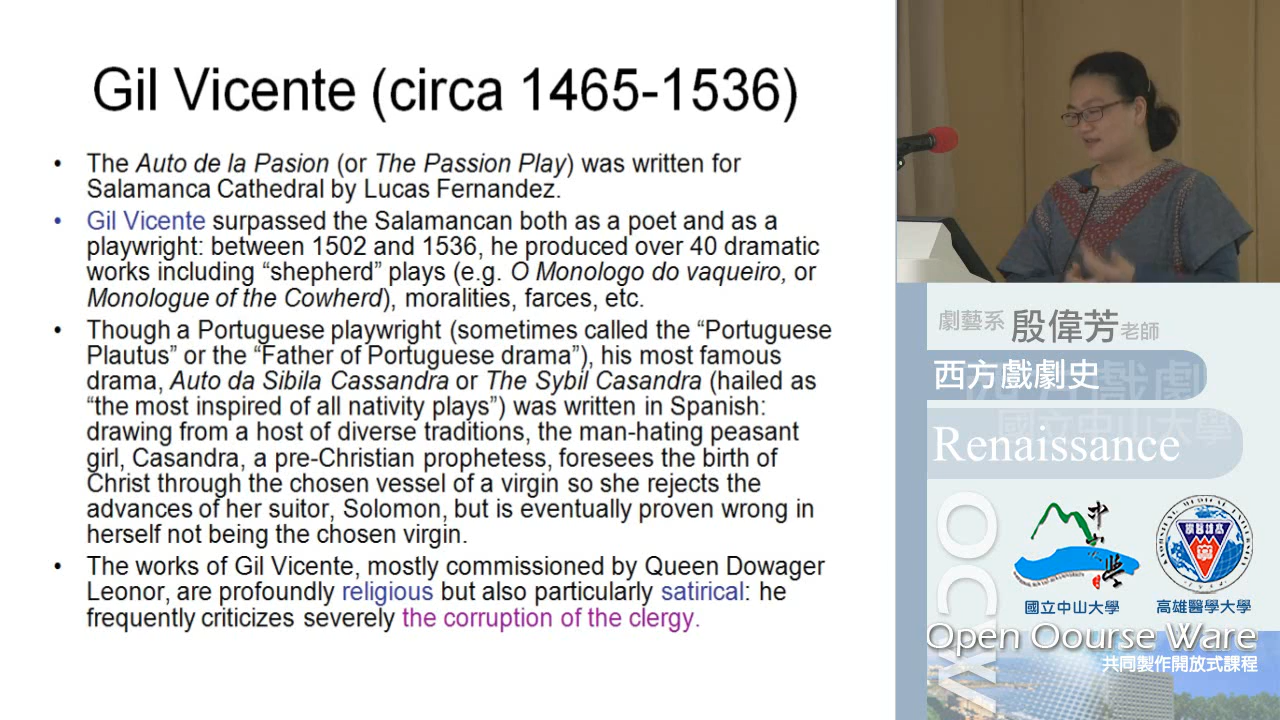 Gil Vicente (circa 1465-1536)
• The Auto de la Pasion (or The Passion Play) was written for
Salamanca Cathedral by Lucas Fernandez.
• Gil Vicente surpassed the Salamancan both as a poet and as a
playwright: between 1502 and 1536, he produced over 40 dramatic
works including “shepherd” plays (e.g. O Monologo do vaqueiro, or
Monologue of the Cowherd), moralities, farces, etc.
• Though a Portuguese playwright (sometimes called the “Portuguese
Plautus” or the “Father of Portuguese drama”), his most famous
drama, Auto da Sibila Cassandra or The Sybil Casandra (hailed as
“the most inspired of all nativity plays”) was written in Spanish:
drawing from a host of diverse traditions, the man-hating peasant
girl, Casandra, a pre-Christian prophetess, foresees the birth of
Christ through the chosen vessel of a virgin so she rejects the
advances of her suitor, Solomon, but is eventually proven wrong in
herself not being the chosen virgin.
• The works of Gil Vicente, mostly commissioned by Queen Dowager
Leonor, are profoundly religious but also particularly satirical: he
frequently criticizes severely the corruption of the clergy.
劇藝系 殷偉芳老師
西方戲劇史
國立中山大學
Renaissance
OCW
中山大學
國立中山大學
高雄醫學大學
Open Oourse Ware
共同製作開放式課程